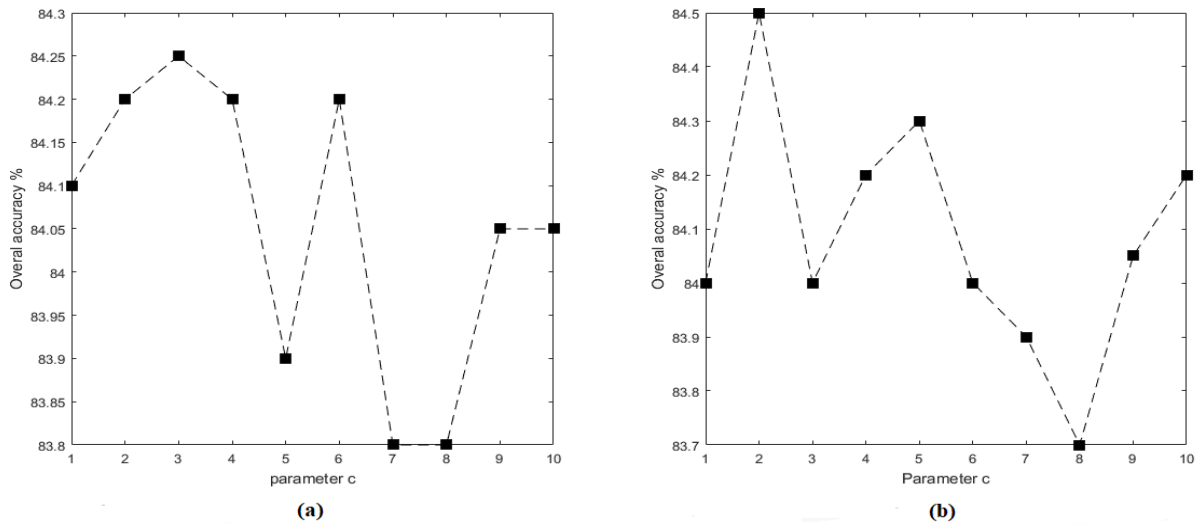 84.3
84.25
84.2
84.15
84.1
84.05
84
83.95
83.9
83.85
83.8
Overal accuracy %
1 2 3 4 5 6 7 8 9 10
parameter c
(a)
84.5
84.4
84.3
84.2
84.1
84
83.9
83.8
83.7
Overal accuracy %
1 2 3 4 5 6 7 8 9 10
Parameter c
(b)